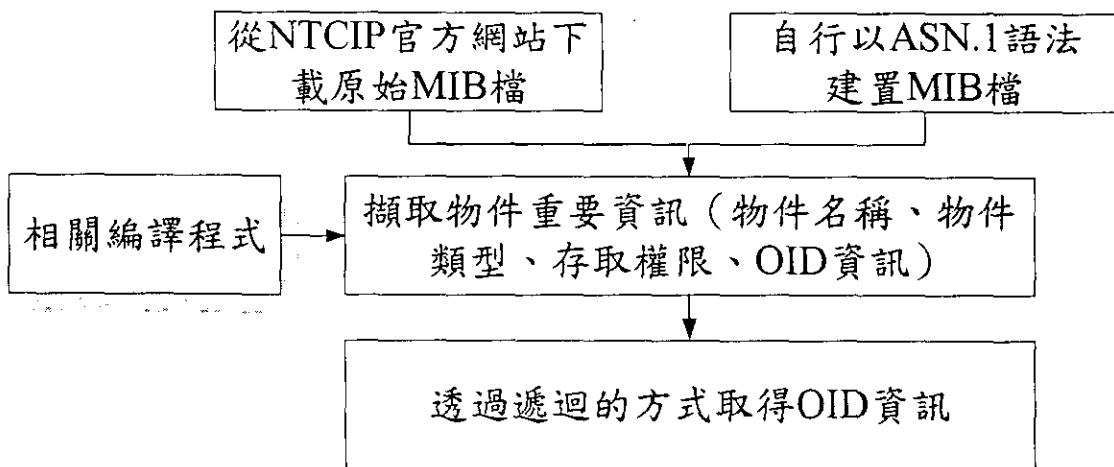 從NTCIP官方網站下
載原始MIB檔
自行以ASN.1語法
建置MIB檔
相關編譯程式
擷取物件重要資訊（物件名稱、物件
類型、存取權限、OID資訊）
透過遞迴的方式取得OID資訊